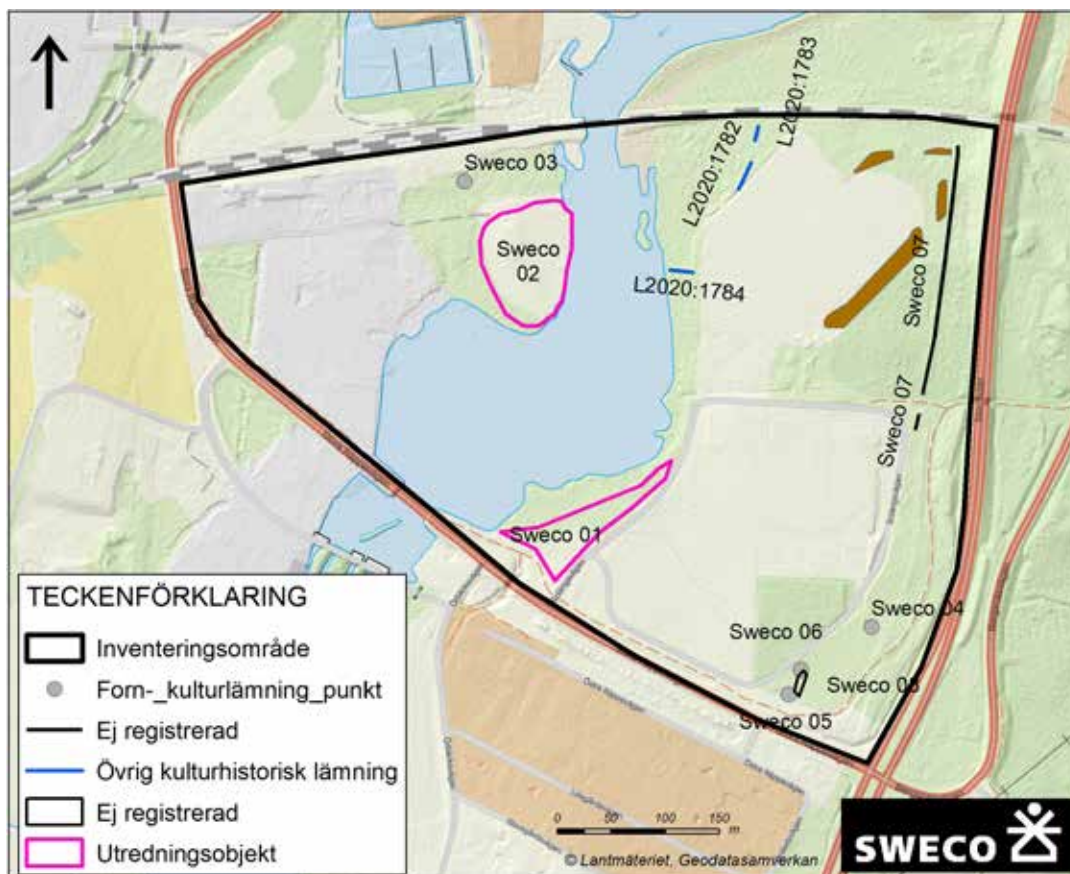 Sweco 03
L2020:1782
L2020:1783
Sweco
02
L2020:1784
Sweco 07
Sweco 07
Sweco 01
Sweco 04
Sweco 06
Sweco
Sweco 05
TECKENFÖRKLARING
Inventeringsområde
Forn-_kulturlämning_punkt
Ej registrerad
Övrig kulturhistorisk lämning
Ej registrerad
Utredningsobjekt
0 50 100 150
m
© Lantmäteriet, Geodatasamverkan
SWECO